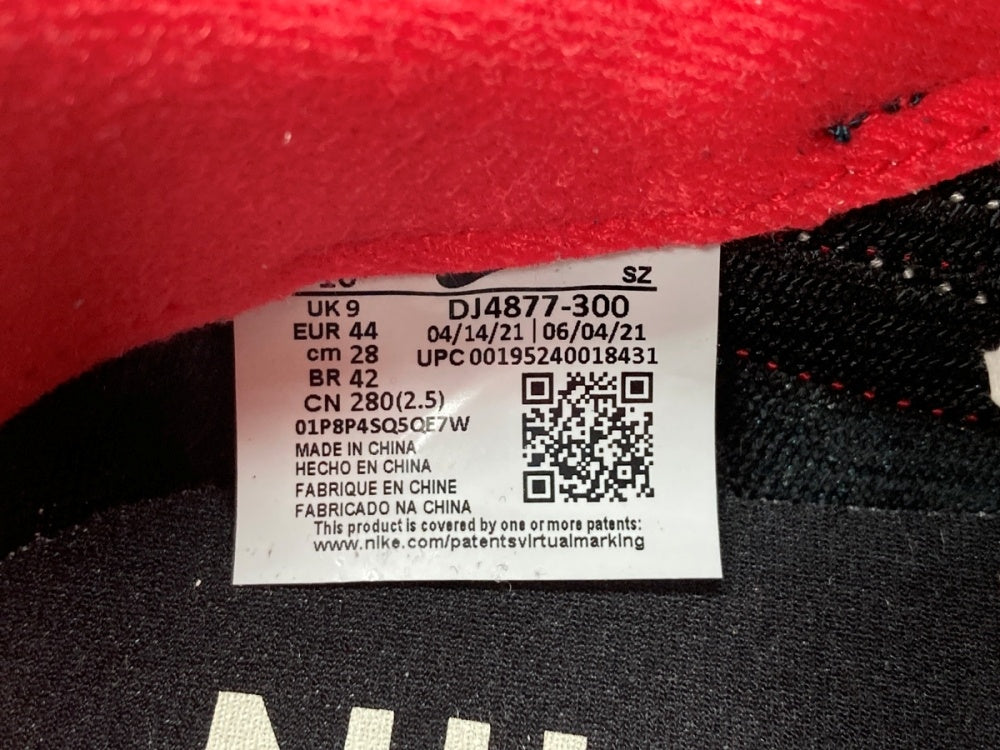 SZ
UK 9 DJ4877-300
EUR 44 04/14/21 | 06/04/21
cm 28 UPC 00195240018431
BR 42
CN 280(2.5)
01P8P4SQ5QE7W
MADE IN CHINA
HECHO EN CHINA
FABRIQUE EN CHINE
FABRICADO NA CHINA
This product is covered by one or more patents:
www.nike.com/patentsvirtualmarking